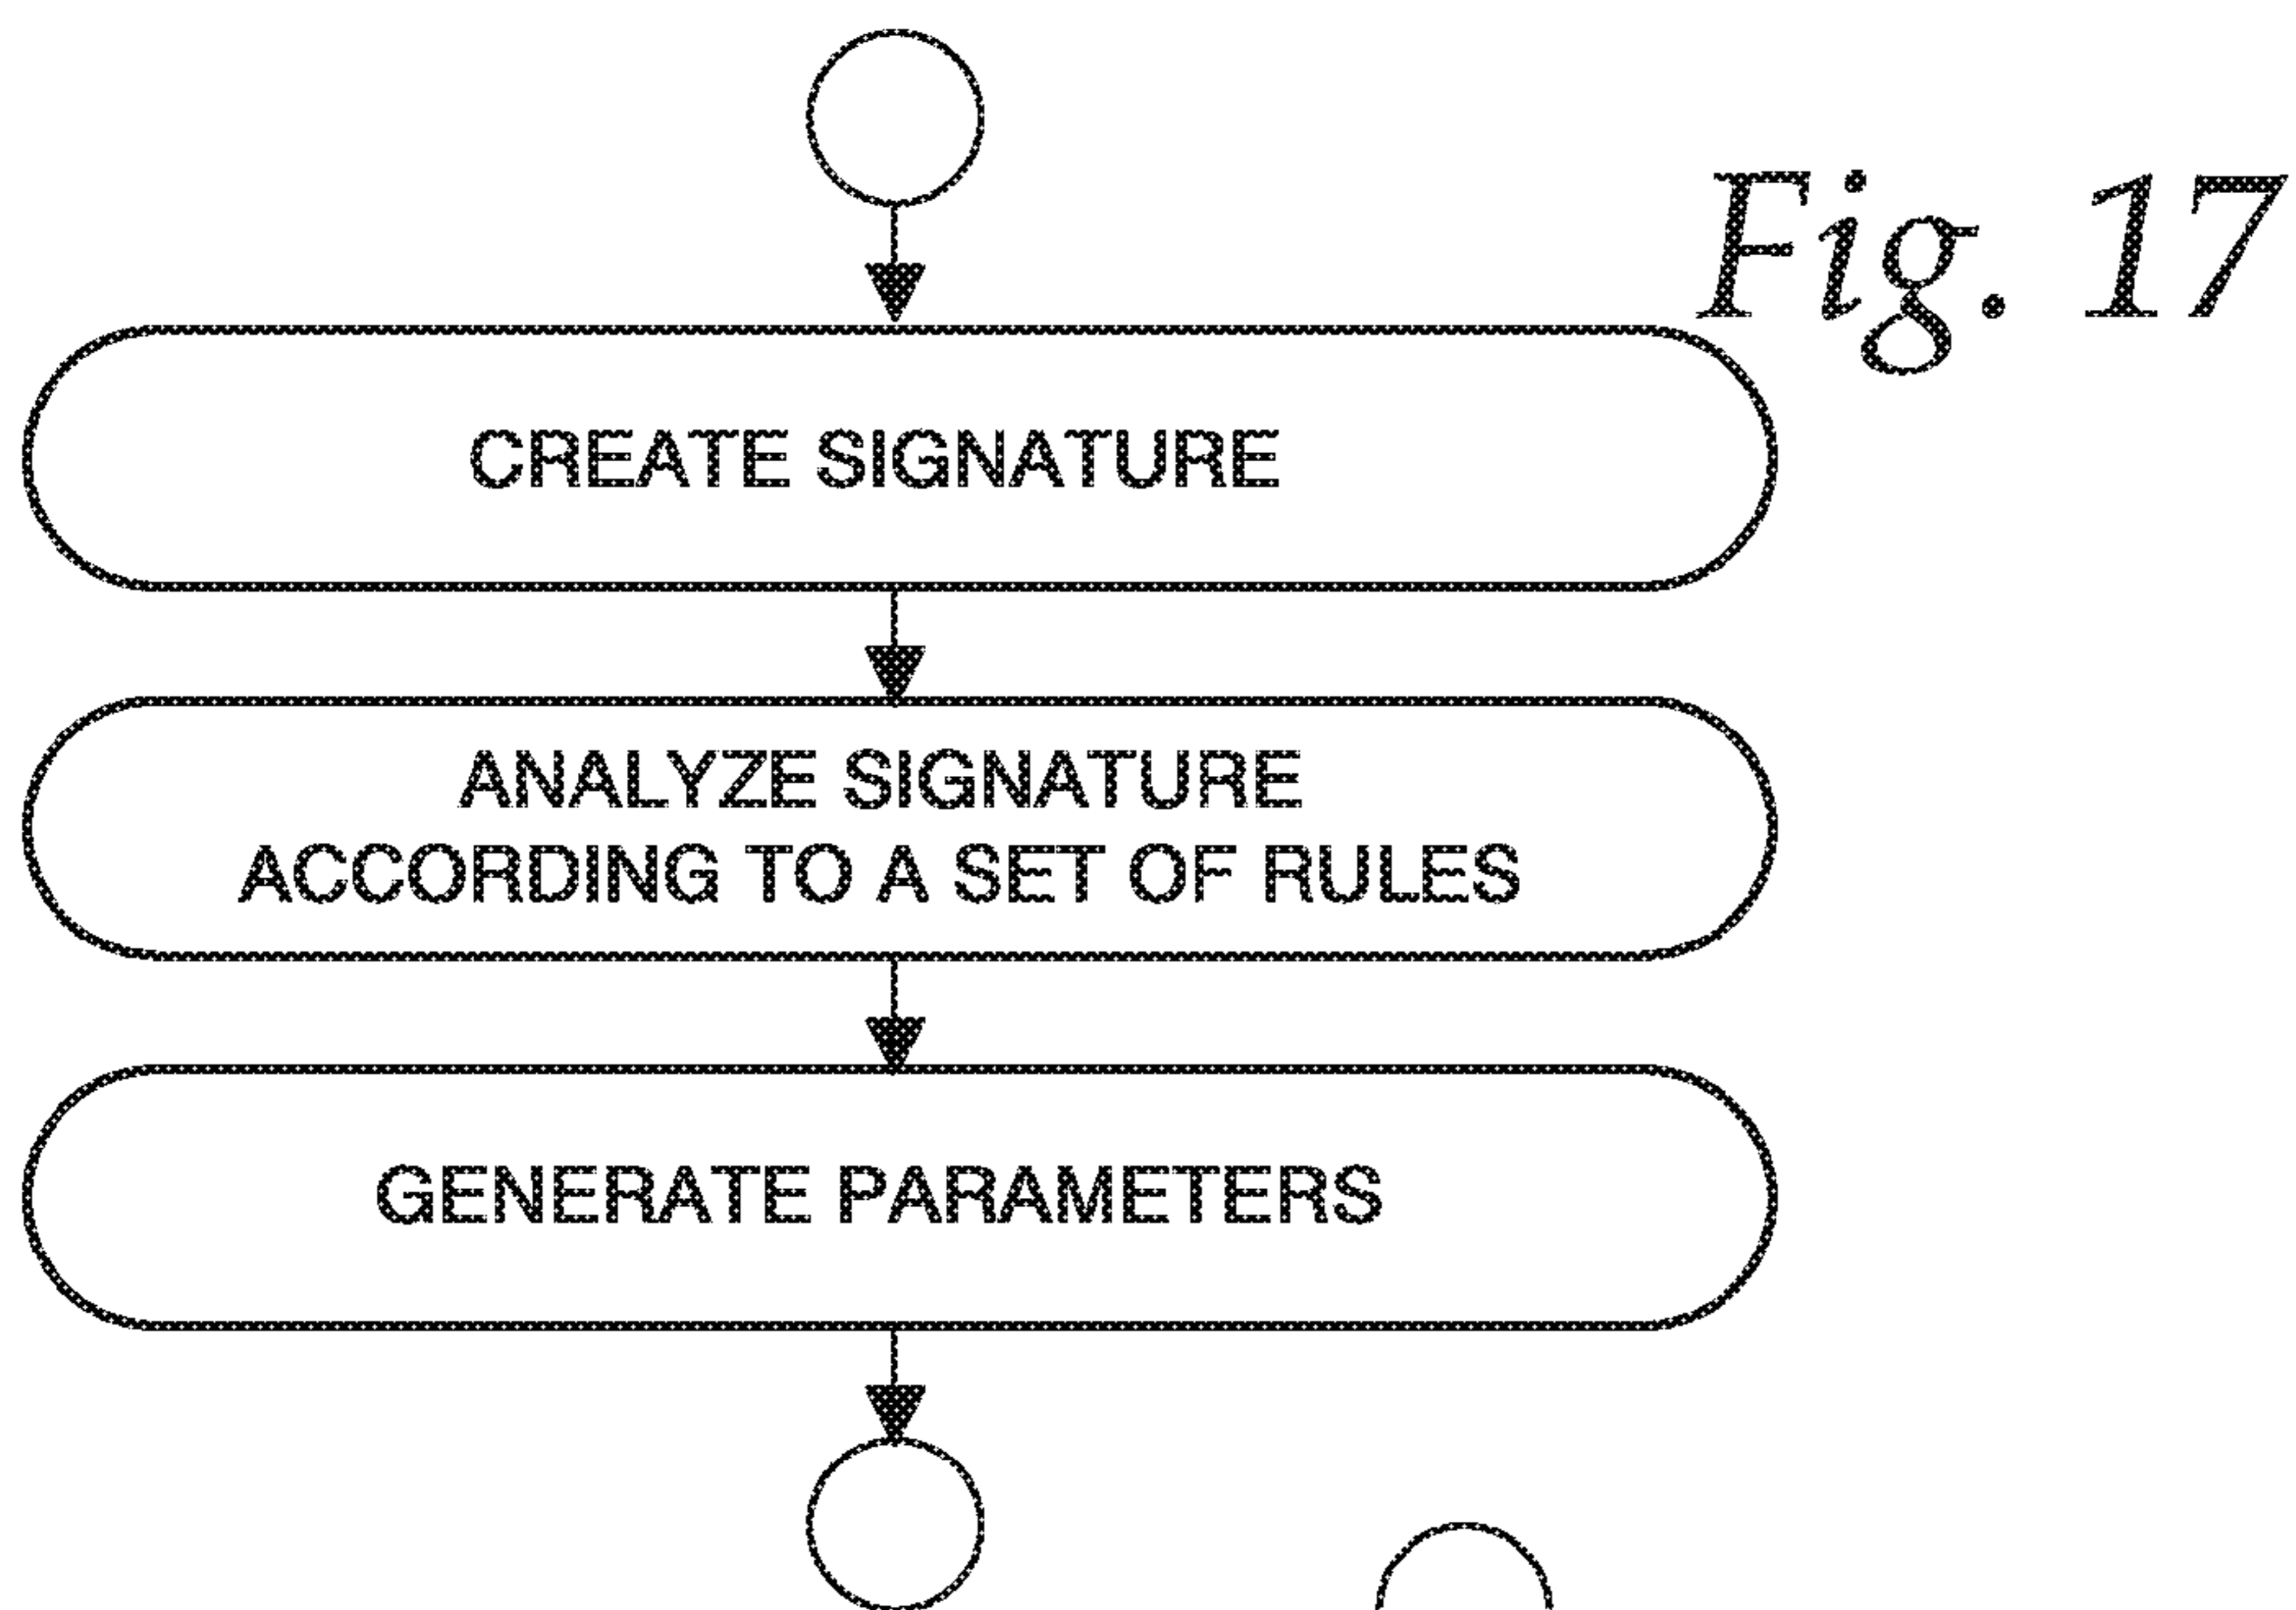 Fig. 17
CREATE SIGNATURE
ANALYZE SIGNATURE
ACCORDING TO A SET OF RULES
GENERATE PARAMETERS